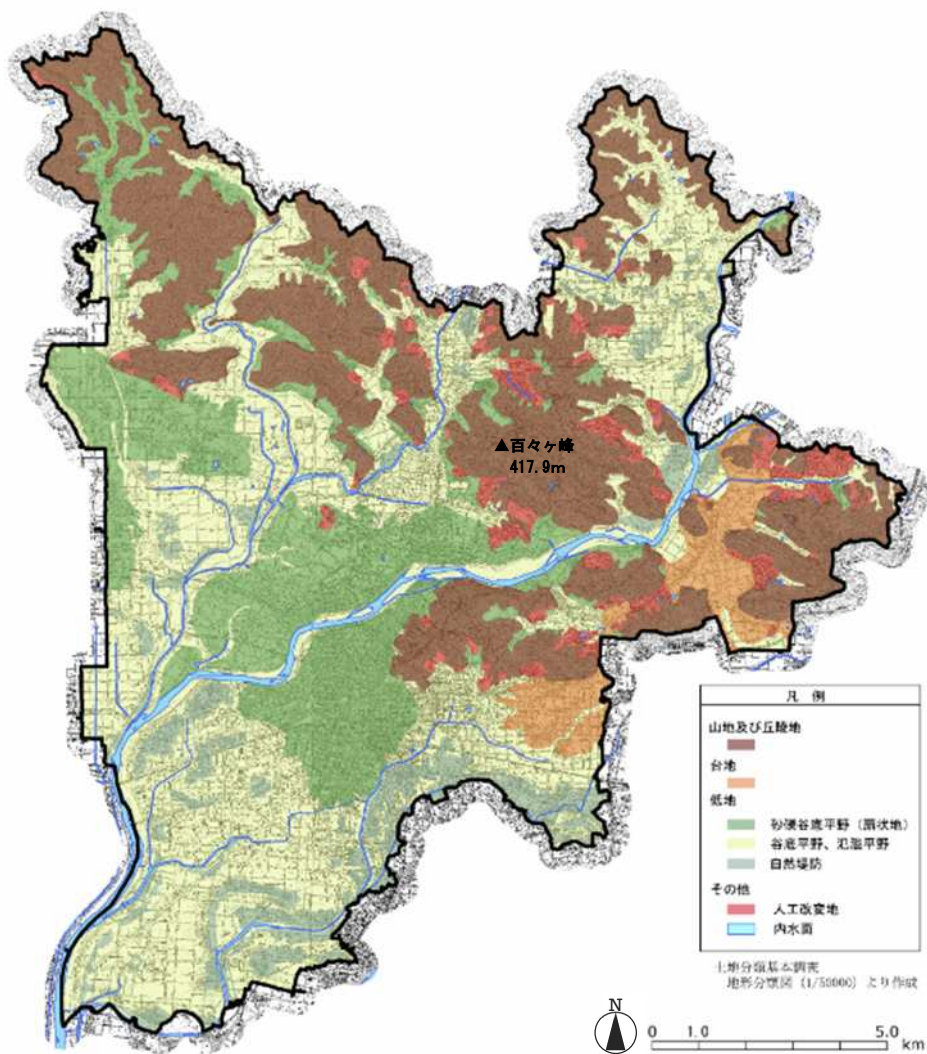 ▲百々ヶ峰
417.9m
凡 例
山地及び丘陵地
台地
低地
砂礫谷底平野（扇状地）
谷底平野、氾濫平野
自然堤防
その他
人工改変地
内水面
土地分類基本調査
地形分類図（1/50000）より作成
N
0 1.0 5.0
km